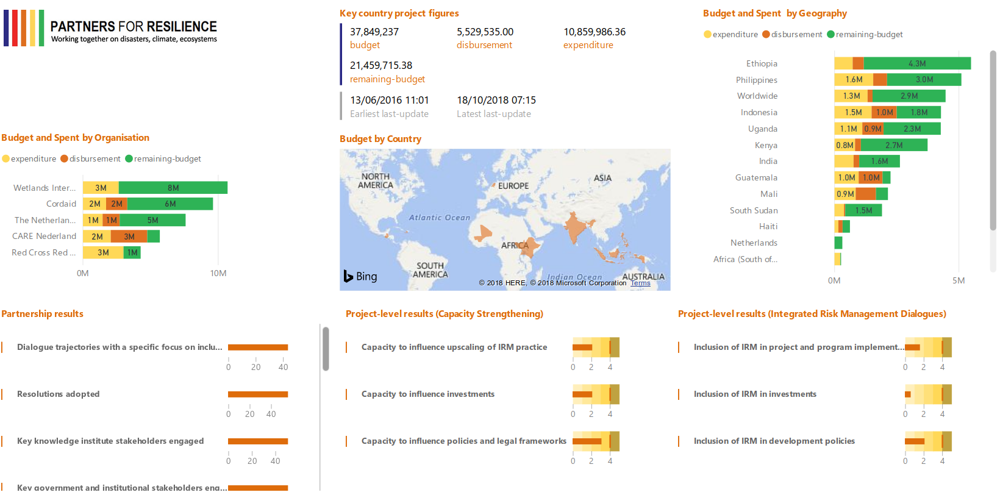 PARTNERS FOR RESILIENCE
Working together on disasters, climate, ecosystems
Key country project figures
37,849,237
budget
5,529,535.00
disbursement
10,859,986.36
expenditure
21,459,715.38
remaining-budget
13/06/2016 11:01
Earliest last-update
18/10/2018 07:15
Latest last-update
Budget and Spent by Geography
expenditure disbursement remaining-budget
Ethiopia 4.3M
Philippines 1.6M 3.0M
Worldwide 1.3M 2.9M
Indonesia 1.5M 1.0M 1.8M
Uganda 1.1M 0.9M 2.3M
Kenya 0.8M 2.7M
India 1.6M
Guatemala 1.0M 1.0M
Mali 0.9M
South Sudan 1.5M
Haiti
Netherlands
Africa (South of...
0M 5M
Budget and Spent by Organisation
expenditure disbursement remaining-budget
Wetlands Inter... 3M 8M
Cordaid 2M 2M 6M
The Netherlan... 1M 1M 5M
CARE Nederland 2M 3M
Red Cross Red ... 3M 1M
0M 10M
Budget by Country
NORTH
AMERICA
EUROPE
ASIA
Atlantic Ocean
AFRICA
SOUTH
AMERICA
Indian Ocean
AUSTRALIA
Bing
© 2018 HERE, © 2018 Microsoft Corporation Terms
Partnership results
Dialogue trajectories with a specific focus on inclu...
0 20 40
Resolutions adopted
0 20 40
Key knowledge institute stakeholders engaged
0 20 40
Key government and institutional stakeholders eng...
Project-level results (Capacity Strengthening)
Capacity to influence upscaling of IRM practice
0 2 4
Capacity to influence investments
0 2 4
Capacity to influence policies and legal frameworks
0 2 4
Project-level results (Integrated Risk Management Dialogues)
Inclusion of IRM in project and program implement...
0 2 4
Inclusion of IRM in investments
0 2 4
Inclusion of IRM in development policies
0 2 4